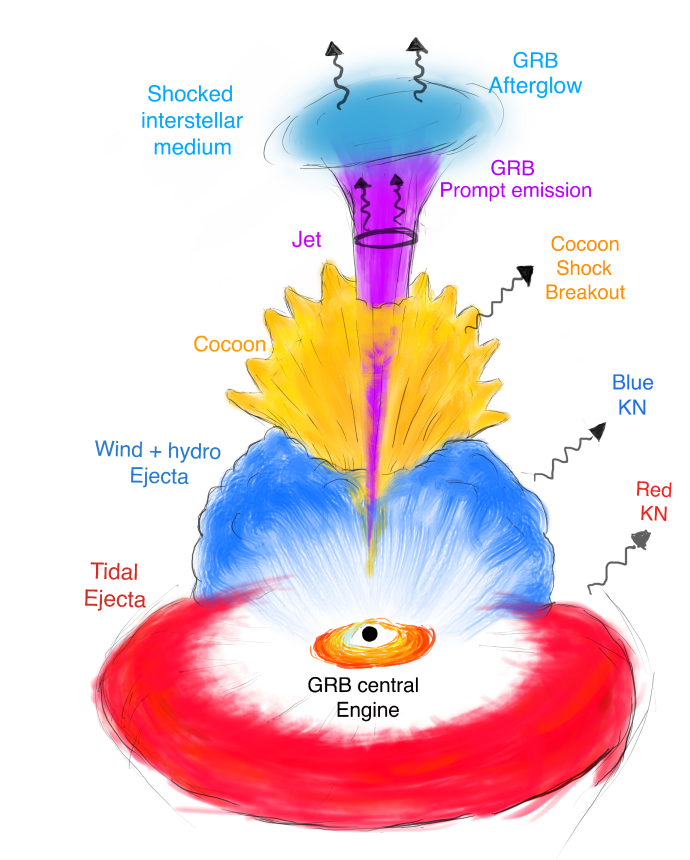 GRB
Afterglow
Shocked
interstellar
medium
GRB
Prompt emission
Jet
Cocoon
Shock
Breakout
Cocoon
Blue
KN
Wind + hydro
Ejecta
Red
KN
Tidal
Ejecta
GRB central
Engine